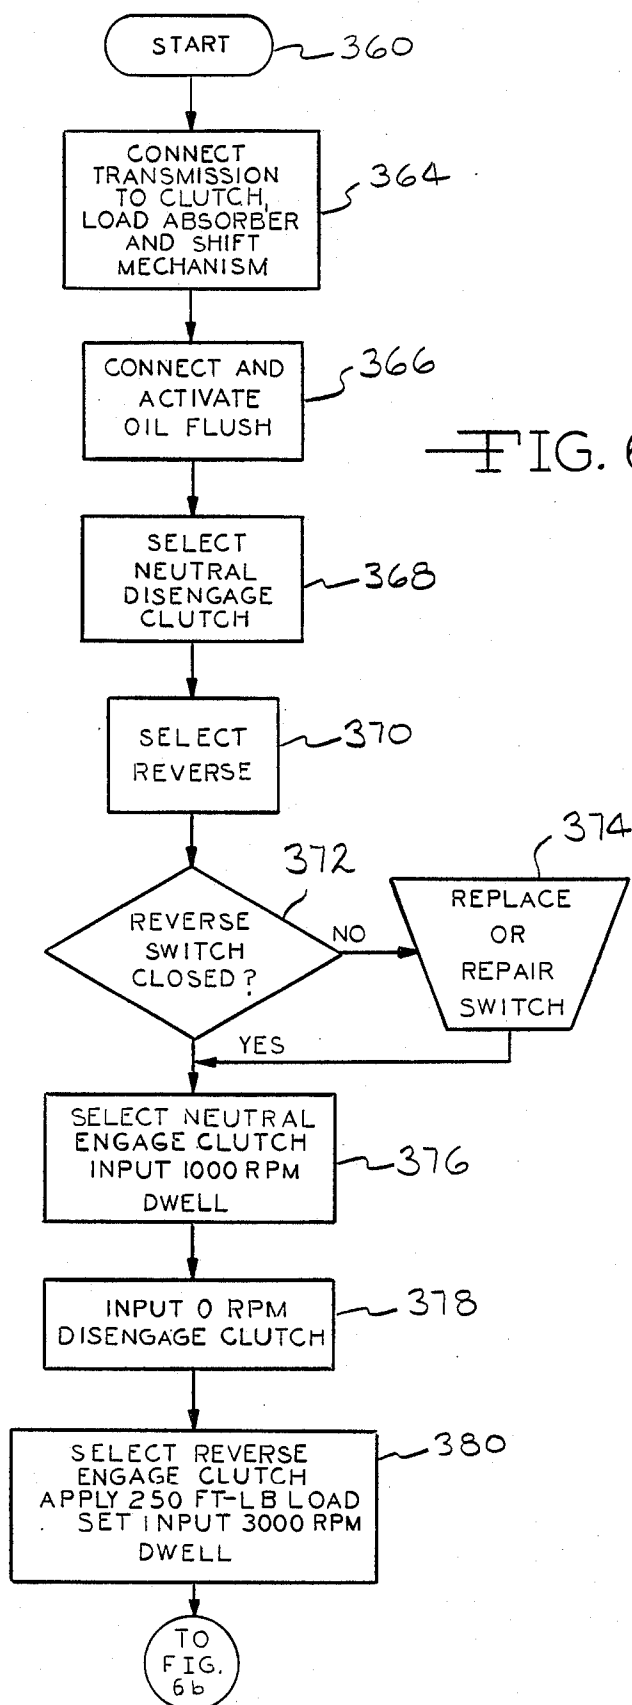 START
360
CONNECT
TRANSMISSION
TO CLUTCH,
LOAD ABSORBER
AND SHIFT
MECHANISM
364
CONNECT AND
ACTIVATE
OIL FLUSH
366
FIG. 6
SELECT
NEUTRAL
DISENGAGE
CLUTCH
368
SELECT
REVERSE
370
372
REVERSE
SWITCH
CLOSED?
NO
374
REPLACE
OR
REPAIR
SWITCH
YES
SELECT NEUTRAL
ENGAGE CLUTCH
INPUT 1000 RPM
DWELL
376
INPUT 0 RPM
DISENGAGE CLUTCH
378
SELECT REVERSE
ENGAGE CLUTCH
APPLY 250 FT-LB LOAD
SET INPUT 3000 RPM
DWELL
380
TO
FIG.
6b